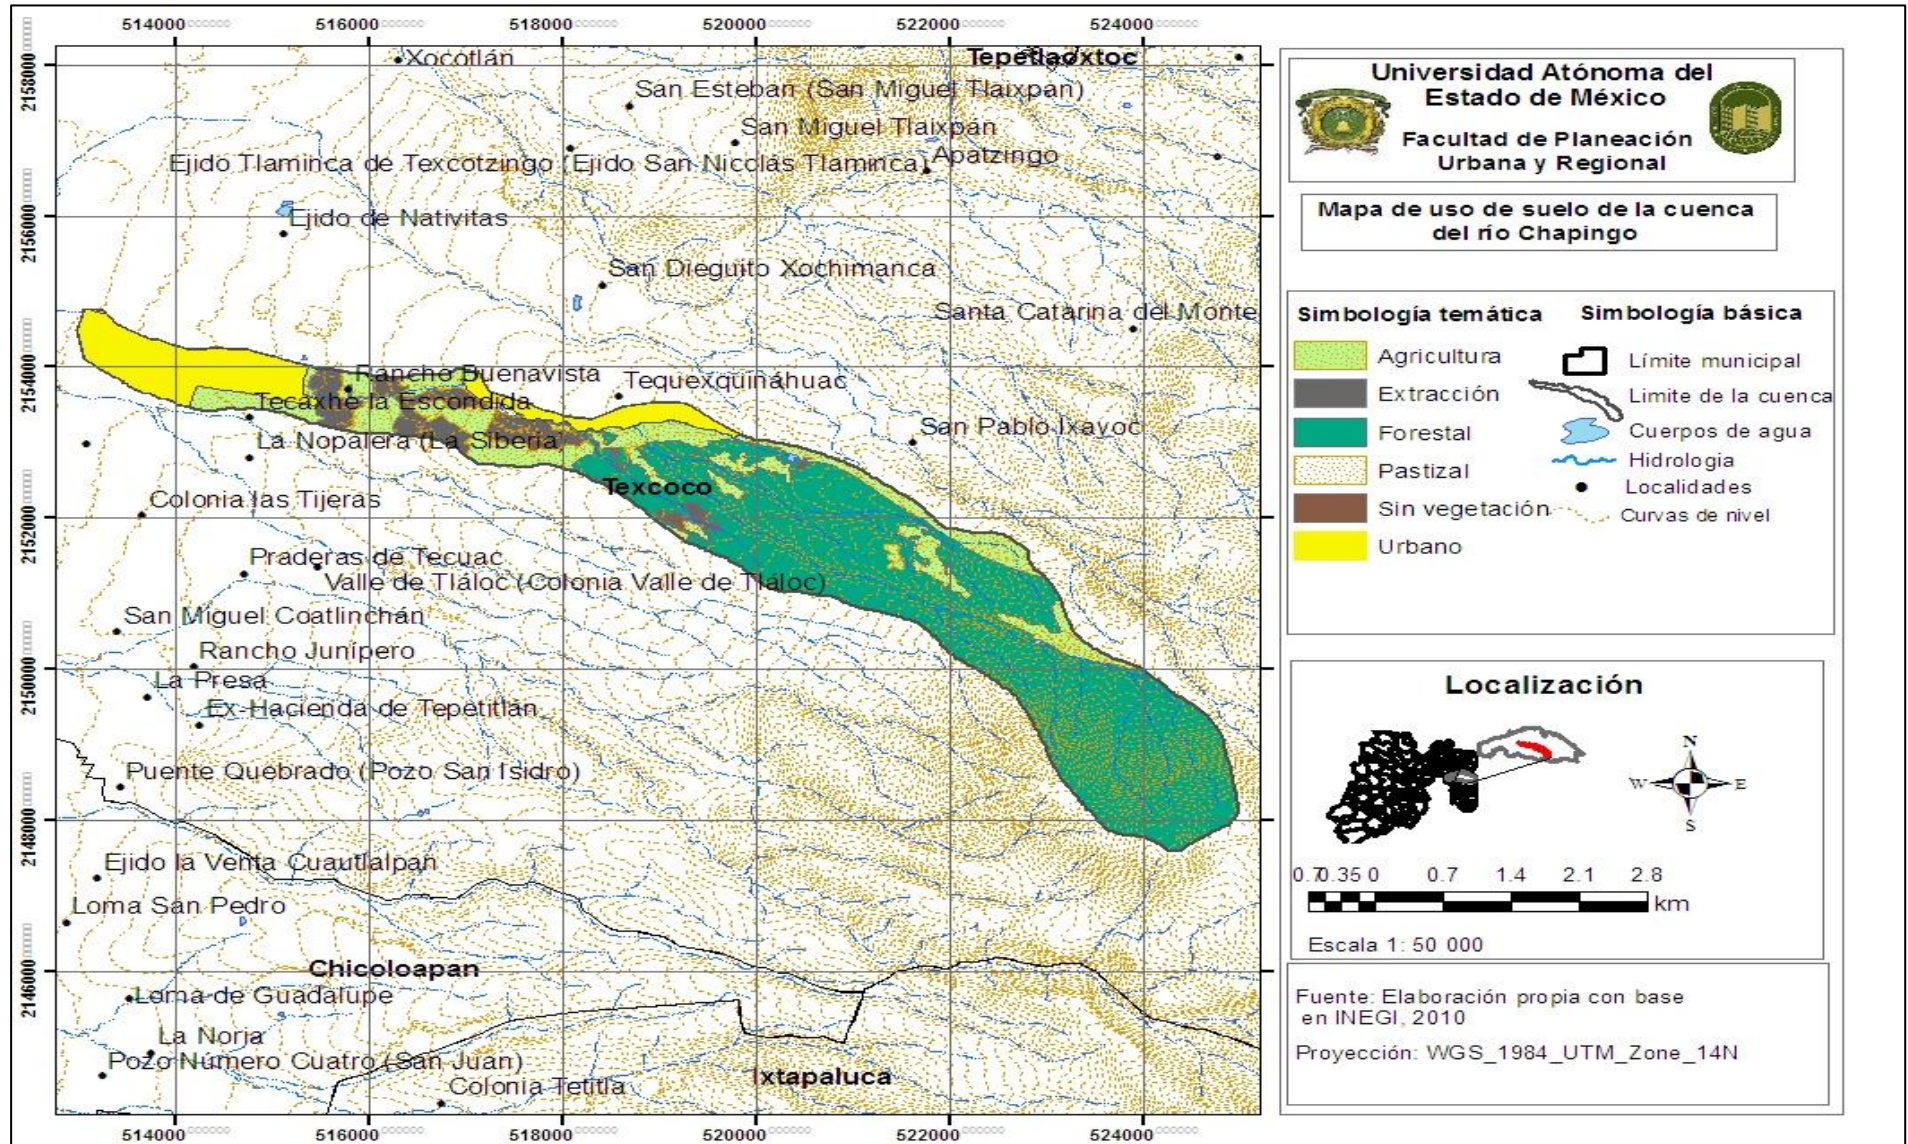 514000 516000 518000 520000 522000 524000
2158000
2156000
2154000
2152000
2150000
2148000
2146000
Xocotlán
Tepetlaoxtoc
San Esteban (San Miguel Tlaixpan)
San Miguel Tlaixpan
Ejido Tlaminca de Texcotzingo (Ejido San Nicolás Tlaminca)
Apatzingo
Ejido de Nativitas
San Dieguito Xochimanca
Santa Catarina del Monte
Rancho Buenavista
Tequexquináhuac
Tecaxhe la Escondida
San Pablo Ixayoc
La Nopalera (La Siberia
Texcoco
Colonia las Tijeras
Praderas de Tecuac
Valle de Tláloc (Colonia Valle de Tláloc)
San Miguel Coatlinchán
Rancho Junípero
La Presa
Ex-Hacienda de Tepetitlán
Puente Quebrado (Pozo San Isidro)
Ejido la Venta Cuautlalpan
Loma San Pedro
Chicoloapan
Loma de Guadalupe
La Noria
Pozo Número Cuatro (San Juan)
Ixtapaluca
Colonia Tetitla
514000 516000 518000 520000 522000 524000
Universidad Atónoma del
Estado de México
Facultad de Planeación
Urbana y Regional
Mapa de uso de suelo de la cuenca
del río Chapingo
Simbología temática
Agricultura
Extracción
Forestal
Pastizal
Sin vegetación
Urbano
Simbología básica
Límite municipal
Limite de la cuenca
Cuerpos de agua
Hidrologia
Localidades
Curvas de nivel
Localización
N
W E
S
0.7 0.35 0 0.7 1.4 2.1 2.8
km
Escala 1: 50 000
Fuente: Elaboración propia con base
en INEGI, 2010
Proyección: WGS_1984_UTM_Zone_14N